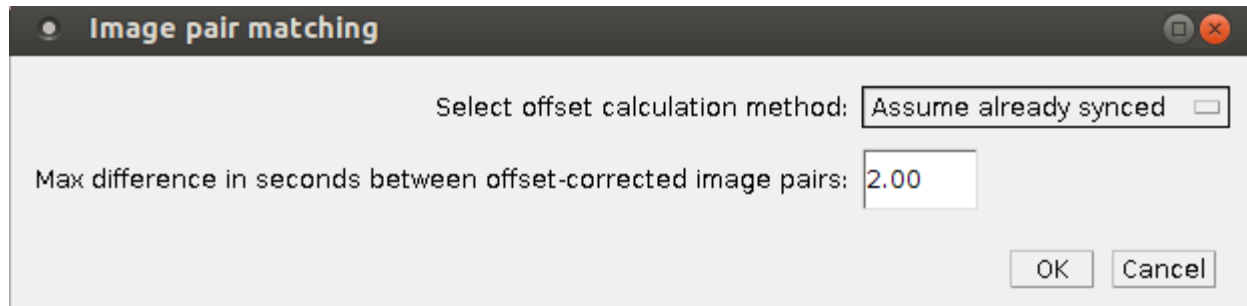 Image pair matching
Select offset calculation method: Assume already synced
Max difference in seconds between offset-corrected image pairs: 2.00
OK Cancel